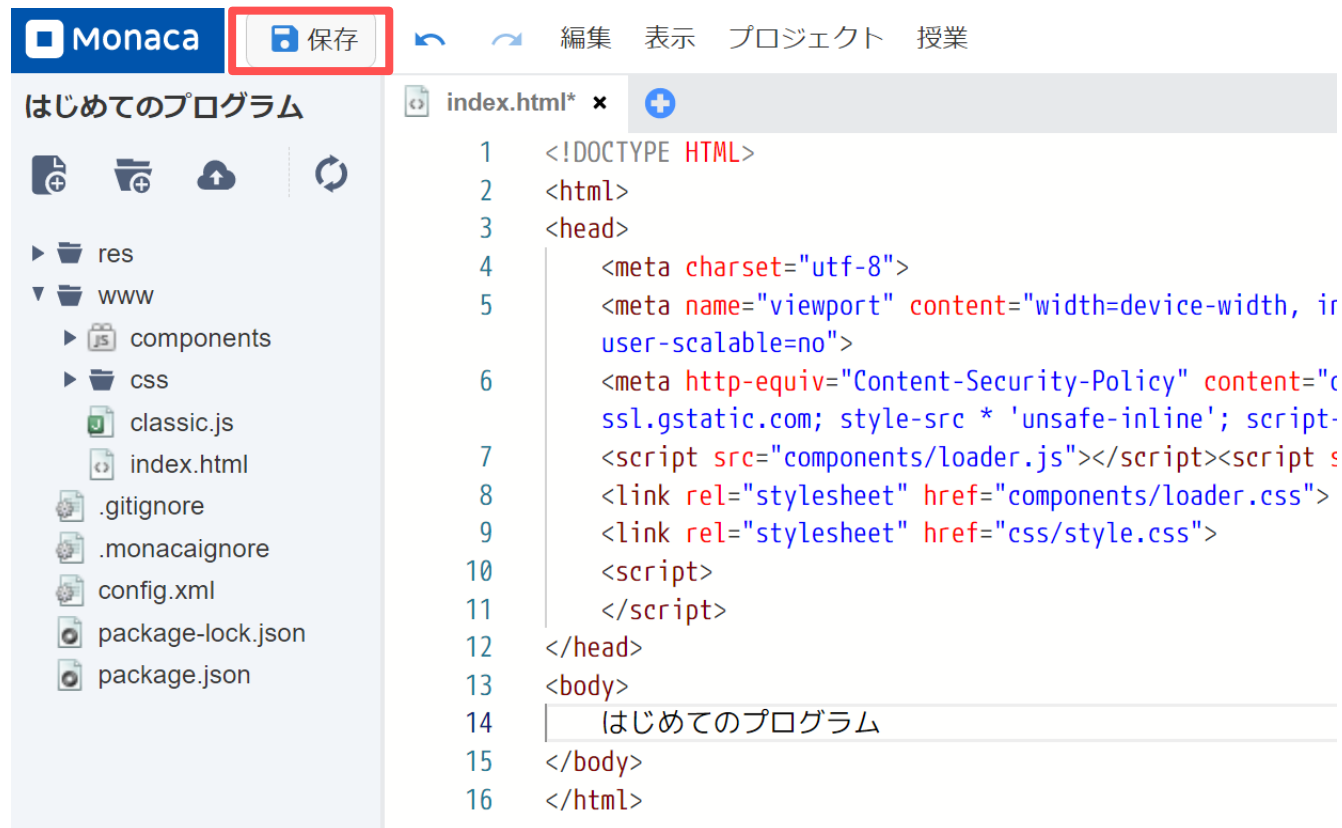 Monaca 保存 編集 表示 プロジェクト 授業
はじめてのプログラム
index.html* ×
res
www
components
JS
css
classic.js
index.html
.gitignore
.monacaignore
config.xml
package-lock.json
package.json
1 <!DOCTYPE HTML>
2 <html>
3 <head>
4 <meta charset="utf-8">
5 <meta name="viewport" content="width=device-width,
user-scalable=no">
6 <meta http-equiv="Content-Security-Policy" content="
ssl.gstatic.com; style-src * 'unsafe-inline'; script-
7 <script src="components/loader.js"></script><script
8 <link rel="stylesheet" href="components/loader.css">
9 <link rel="stylesheet" href="css/style.css">
10 <script>
11 </script>
12 </head>
13 <body>
14 はじめてのプログラム
15 </body>
16 </html>